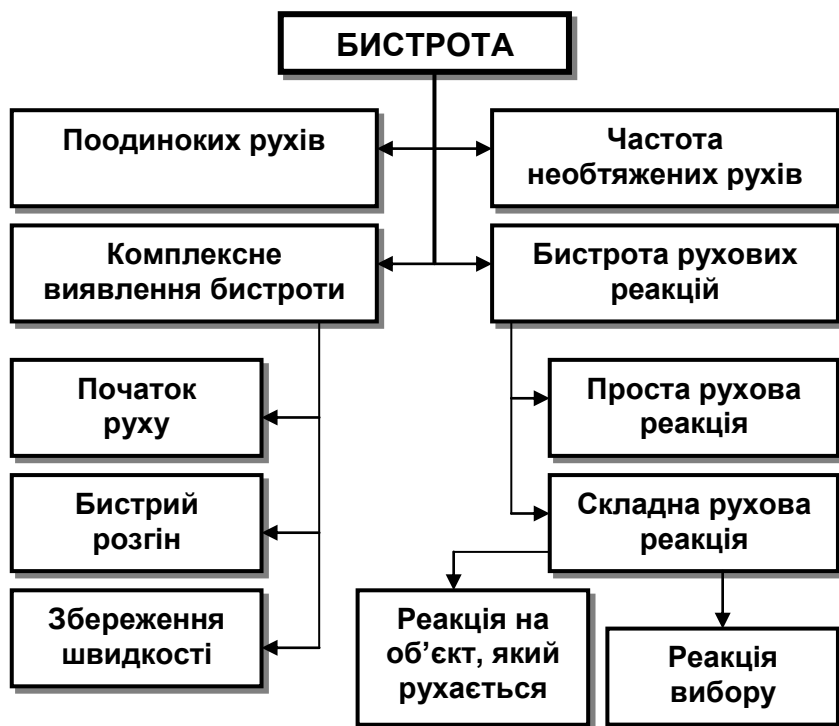 БИСТРОТА
Поодиноких рухів
Частота
необтяжених рухів
Комплексне
виявлення бистроти
Бистрота рухових
реакцій
Початок
руху
Проста рухова
реакція
Бистрий
розгін
Складна рухова
реакція
Збереження
швидкості
Реакція на
об’єкт, який
рухається
Реакція
вибору